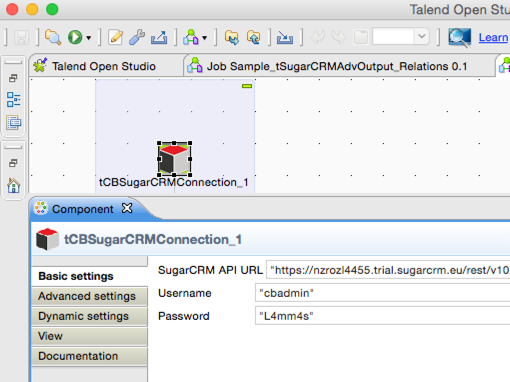 Talend Open Stu
Learn
Talend Open Studio
Job Sample_tSugarCRMAdvOutput_Relations 0.1
tCBSugarCRMConnection_1
Component
tCBSugarCRMConnection_1
Basic settings
SugarCRM API URL "https://nzrozl4455.trial.sugarcrm.eu/rest/v10
Advanced settings
Username "cbadmin"
Dynamic settings
Password "L4mm4s"
View
Documentation